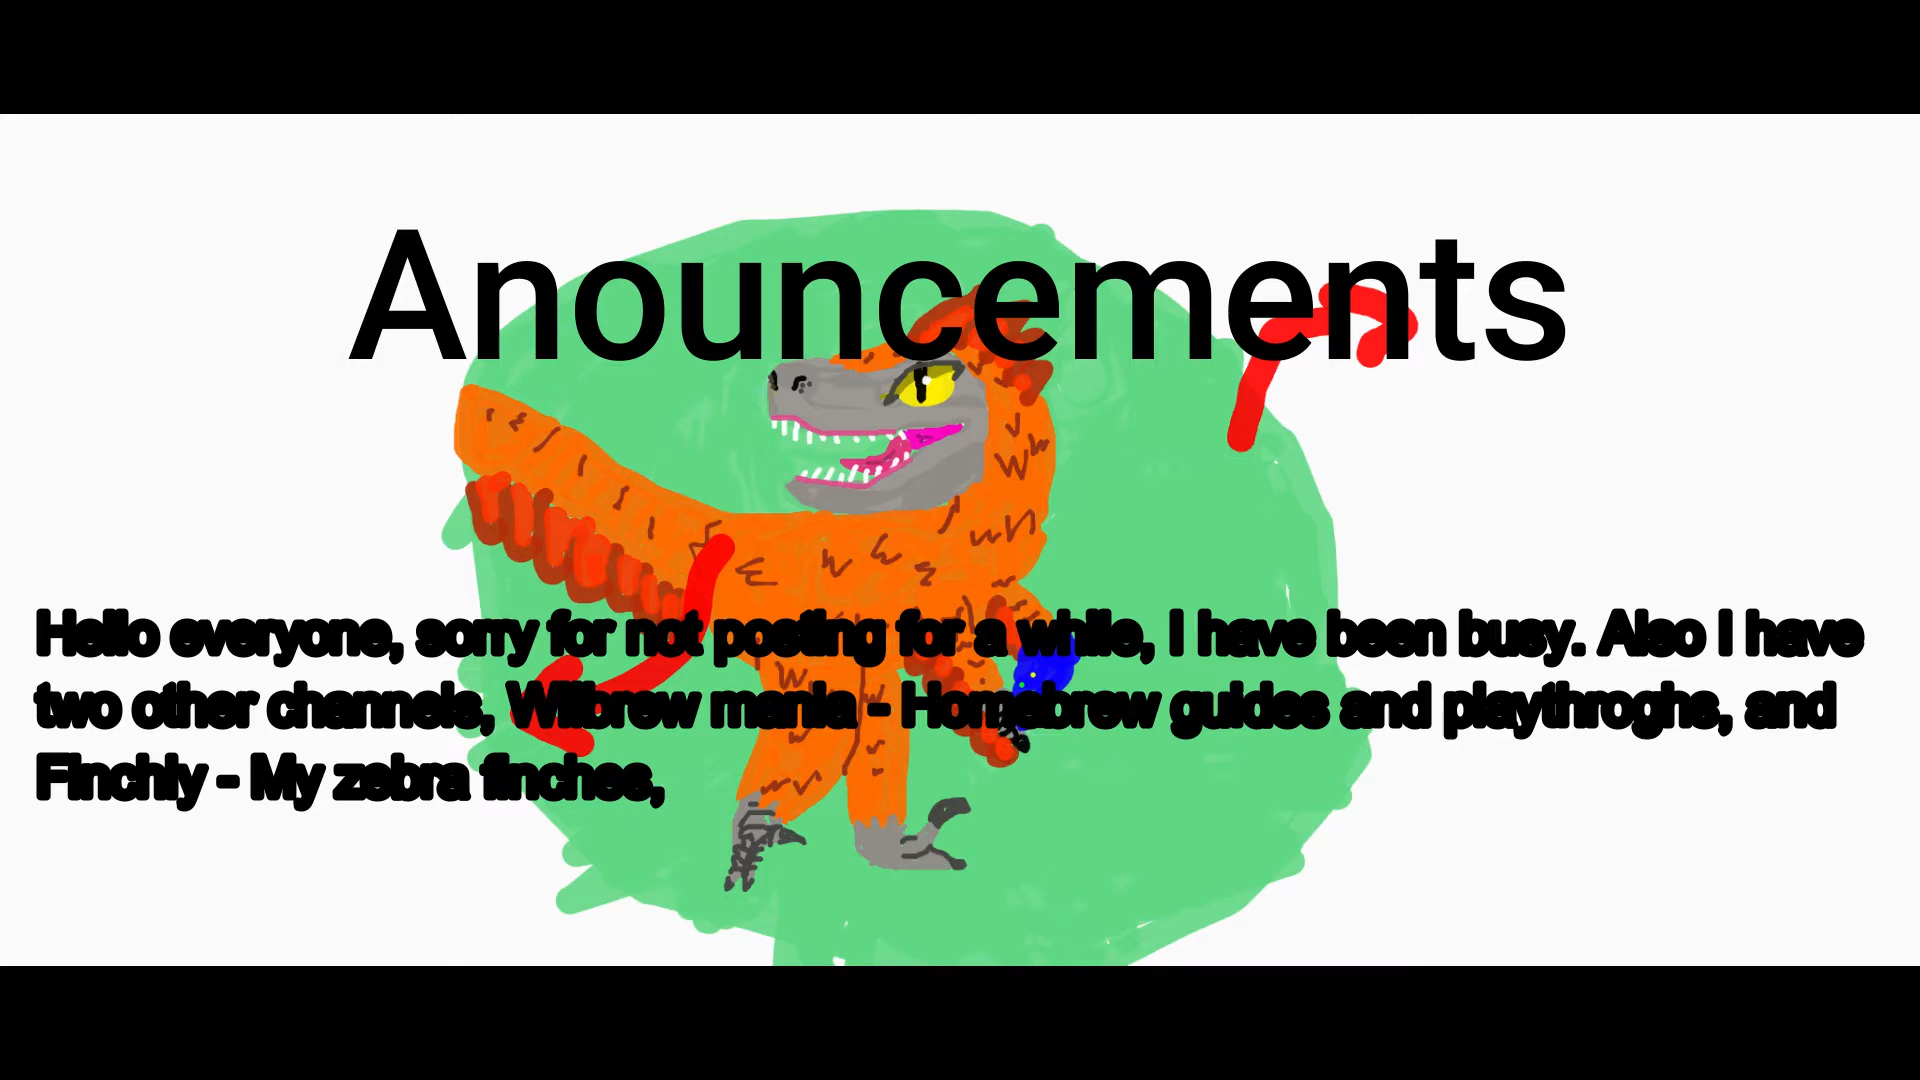 Anouncements
Hello everyone, sorry for not posting for a while, I have been busy. Also I have
two other channels, Wiibrew mania - Homebrew guides and playthroghs, and
Finchly - My zebra finches,